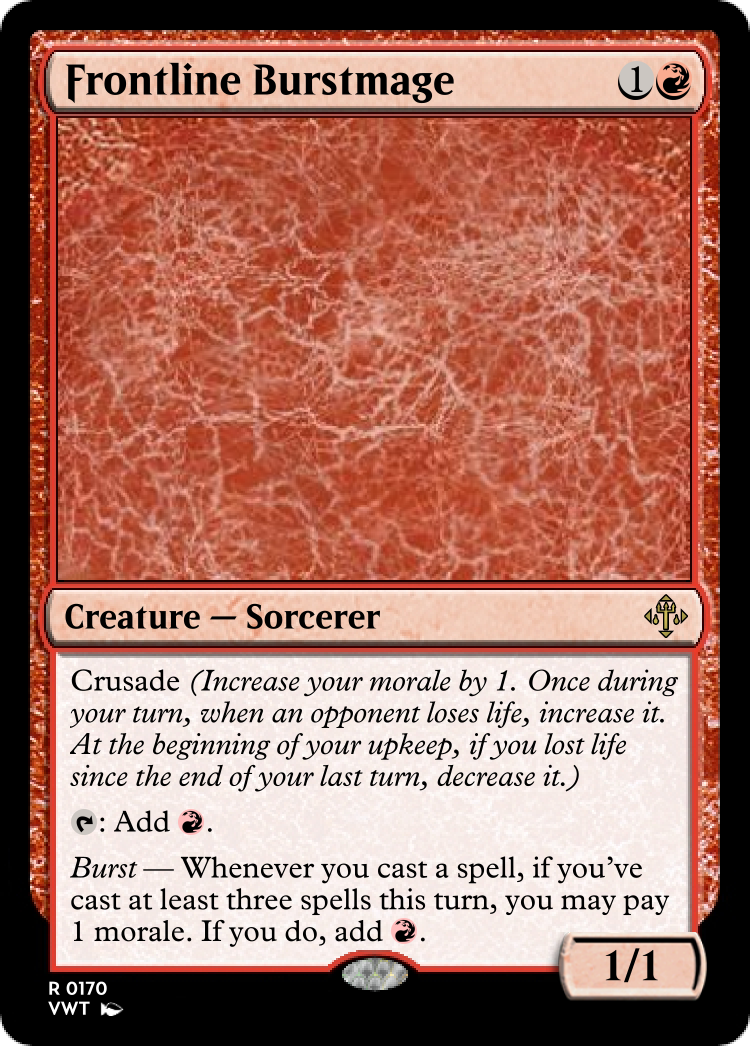 Frontline Burstmage 1
Creature — Sorcerer
Crusade (Increase your morale by 1. Once during
your turn, when an opponent loses life, increase it.
At the beginning of your upkeep, if you lost life
since the end of your last turn, decrease it.)
: Add .
Burst — Whenever you cast a spell, if you've
cast at least three spells this turn, you may pay
1 morale. If you do, add .
1/1
R 0170
VWT